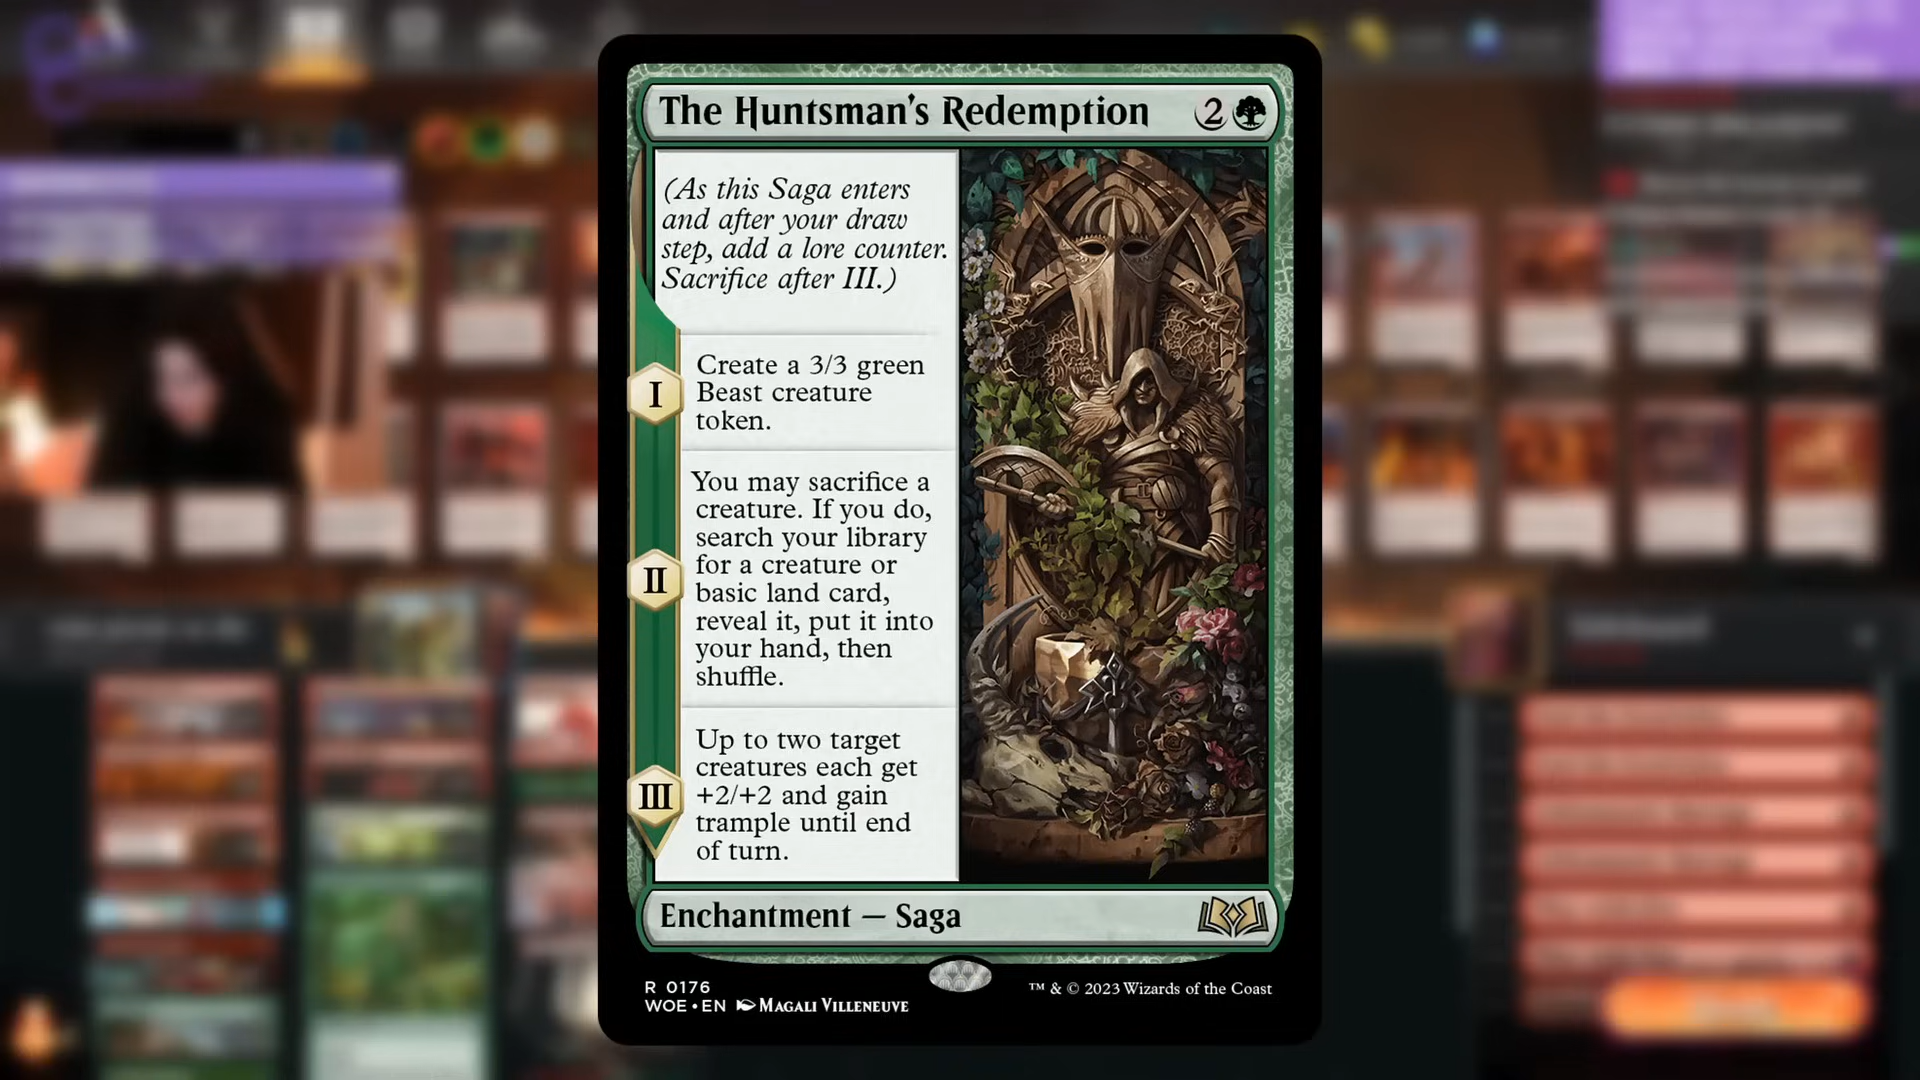 The Huntsman's Redemption 2
(As this Saga enters
and after your draw
step, add a lore counter.
Sacrifice after III.)
I
Create a 3/3 green
Beast creature
token.
II
You may sacrifice a
creature. If you do,
search your library
for a creature or
basic land card,
reveal it, put it into
your hand, then
shuffle.
III
Up to two target
creatures each get
+2/+2 and gain
trample until end
of turn.
Enchantment — Saga
R 0176
WOE • EN MAGALI VILLENEUVE
™ & © 2023 Wizards of the Coast